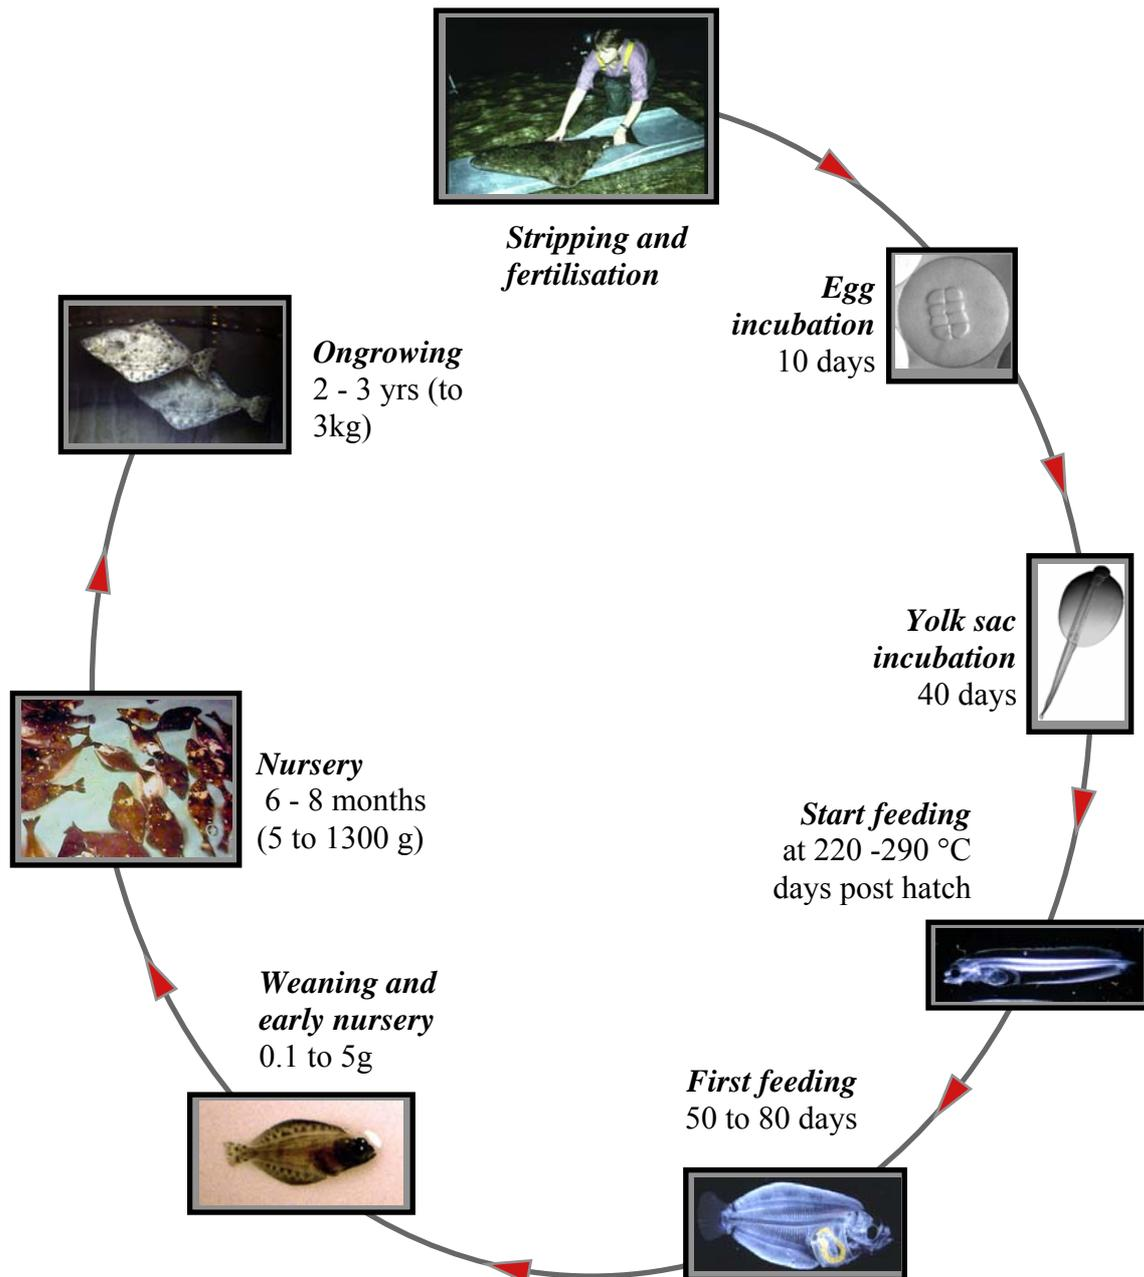 Stripping and
fertilisation
Egg
incubation
10 days
Yolk sac
incubation
40 days
Start feeding
at 220 -290 °C
days post hatch
First feeding
50 to 80 days
Weaning and
early nursery
0.1 to 5g
Nursery
6 - 8 months
(5 to 1300 g)
Ongrowing
2 - 3 yrs (to
3kg)